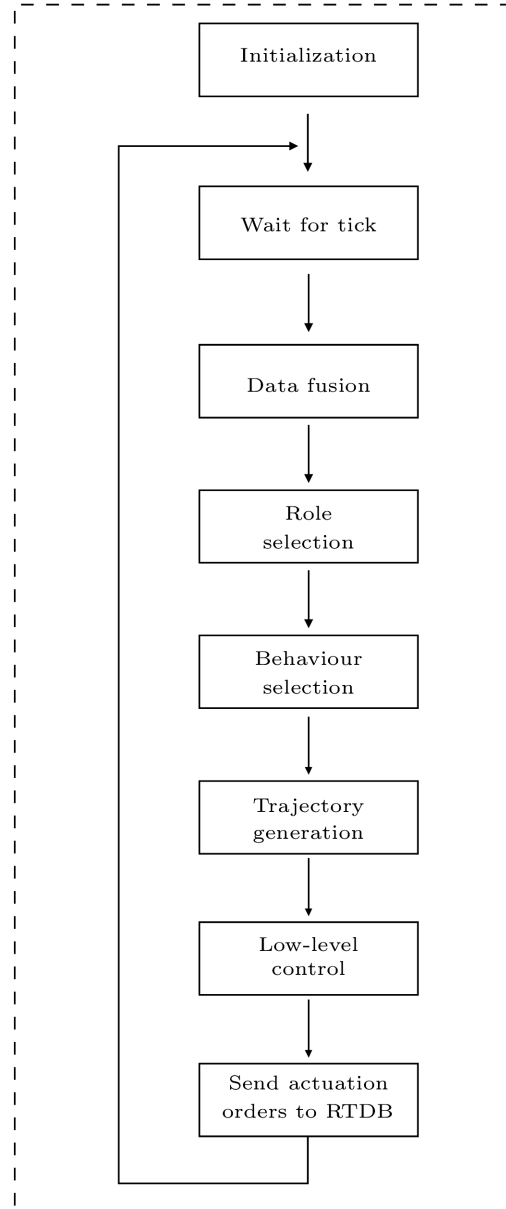 Initialization
Wait for tick
Data fusion
Role
selection
Behaviour
selection
Trajectory
generation
Low-level
control
Send actuation
orders to RTDB